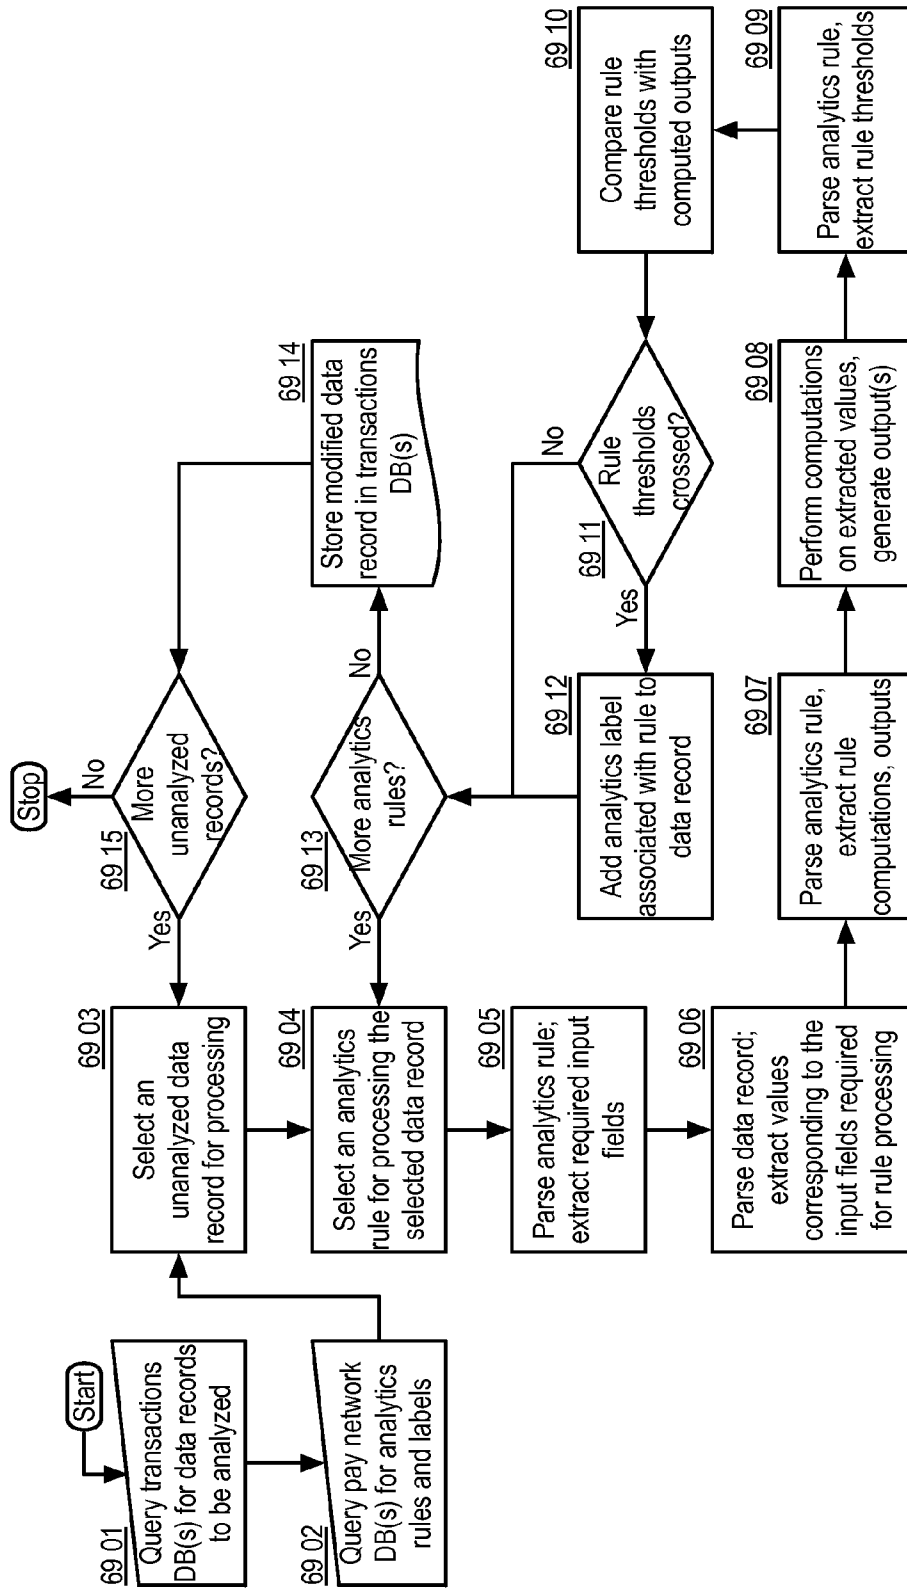 Start
69 01
Query transactions
DB(s) for data records
to be analyzed
69 02
Query pay network
DB(s) for analytics
rules and labels
69 03
Select an
unanalyzed data
record for processing
69 04
Select an analytics
rule for processing the
selected data record
69 05
Parse analytics rule;
extract required input
fields
69 06
Parse data record;
extract values
corresponding to the
input fields required
for rule processing
69 07
Parse analytics rule,
extract rule
computations, outputs
69 08
Perform computations
on extracted values,
generate output(s)
69 09
Parse analytics rule,
extract rule thresholds
69 10
Compare rule
thresholds with
computed outputs
69 11
Rule
thresholds
crossed?
No
Yes
69 12
Add analytics label
associated with rule to
data record
69 13
More analytics
rules?
Yes
No
69 14
Store modified data
record in transactions
DB(s)
69 15
More
unanalyzed
records?
Yes
No
Stop